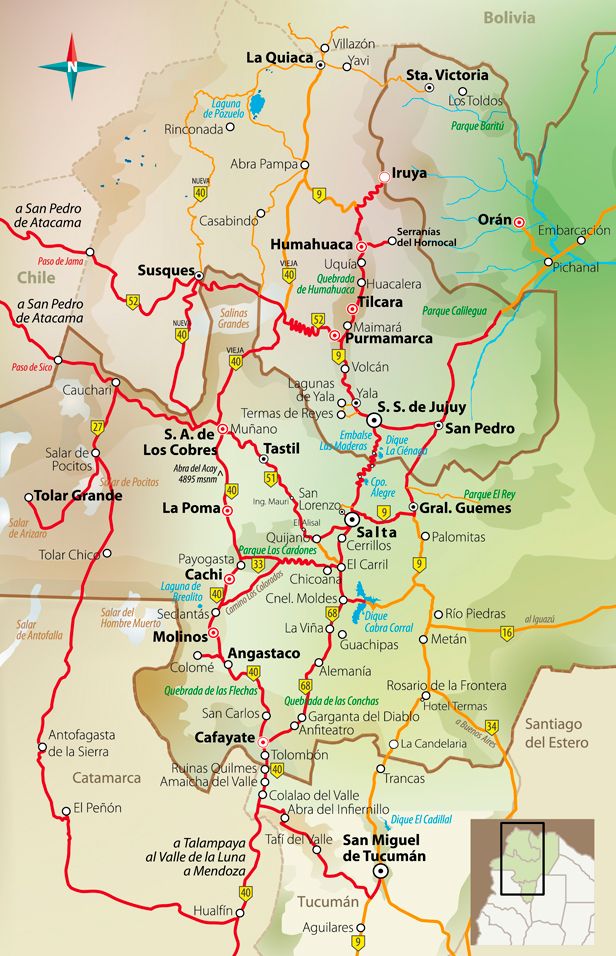 Bolivia
N
Villazón
La Quiaca
Yavi
Sta. Victoria
Los Toldos
Laguna
de Pozuelo
Rinconada
Parque Baritú
Abra Pampa
Iruya
NUEVA
40
9
a San Pedro
de Atacama
Casabindo
Orán
Serranías
del Hornocal
Embarcación
Humahuaca
Paso de Jama
Uquía
VIEJA
40
Pichanal
Chile
Susques
Quebrada
de Humahuaca
Huacalera
a San Pedro
de Atacama
52
Salinas
Grandes
Tilcara
Parque Calilegua
NUEVA
40
52
Maimará
Purmamarca
VIEJA
40
9
Paso de Sico
Volcán
Cauchari
Lagunas
de Yala
Yala
Termas de Reyes
S. S. de Jujuy
27
Muñano
S. A. de
Los Cobres
Embalse
Las Maderas
Dique
La Ciénaga
San Pedro
Tastil
Salar de
Pocitos
Abra del Acay
4895 msnm
51
Salar de Pocitos
40
Cpo.
Alegre
Tolar Grande
Ing. Mauri
San
Lorenzo
Parque El Rey
La Poma
9
Gral. Guemes
Salar
de Arizaro
El Alisal
Salta
Quijano
Cerrillos
Palomitas
Tolar Chico
Parque Los Cardones
Payogasta
33
El Carril
9
Cachi
Chicoana
Laguna de
Brealito
40
Camino Los Colorados
Cnel. Moldes
Salar
de Antofalla
Salar del
Hombre Muerto
Seclantás
68
Dique
Cabra Corral
Río Piedras
al Iguazú
Molinos
La Viña
16
Guachipas
Metán
Colomé
Angastaco
40
Alemania
Quebrada de las Flechas
68
Quebrada de las Conchas
Rosario de la Frontera
Hotel Termas
San Carlos
Garganta del Diablo
Anfiteatro
a Buenos Aires
34
Santiago
del Estero
Cafayate
Antofagasta
de la Sierra
Tolombón
La Candelaria
Ruinas Quilmes
40
Catamarca
Amaicha del Valle
Trancas
Colalao del Valle
El Peñón
Abra del Infiernillo
Dique El Cadillal
a Talampaya
al Valle de la Luna
a Mendoza
Tafí del Valle
San Miguel
de Tucumán
40
Hualfín
Tucumán
Aguilares
9